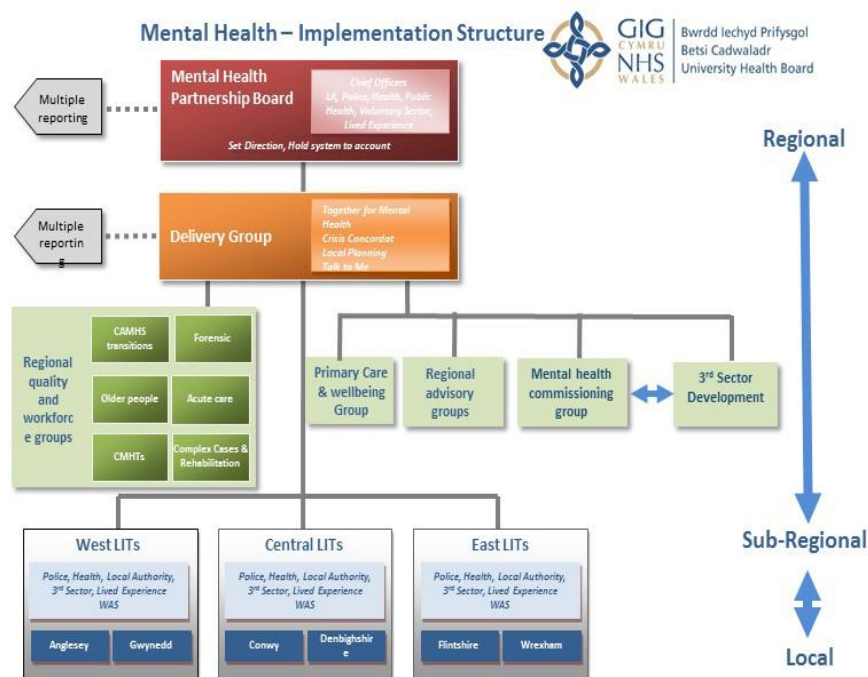 Mental Health – Implementation Structure
GIG
CYMRU
NHS
WALES
Bwrdd Iechyd Prifysgol
Betsi Cadwaladr
University Health Board
Multiple
reporting
Mental Health
Partnership Board
Chief Officers
LA, Police, Health, Public
Health, Voluntary Sector,
Lived Experience
Set Direction, Hold system to account
Regional
Multiple
reportin
g
Delivery Group
Together for Mental
Health
Crisis Concordat
Local Planning
Talk to Me
Regional
quality
and
workforc
e groups
CAMHS
transitions
Forensic
Older people
Acute care
CMHTs
Complex Cases &
Rehabilitation
Primary Care
& wellbeing
Group
Regional
advisory
groups
Mental health
commissioning
group
3rd Sector
Development
West LITs
Police, Health, Local Authority,
3rd Sector, Lived Experience
WAS
Anglesey
Gwynedd
Central LITs
Police, Health, Local Authority,
3rd Sector, Lived Experience
WAS
Conwy
Denbighshir
e
East LITs
Police, Health, Local Authority,
3rd Sector, Lived Experience
WAS
Flintshire
Wrexham
Sub-Regional
Local